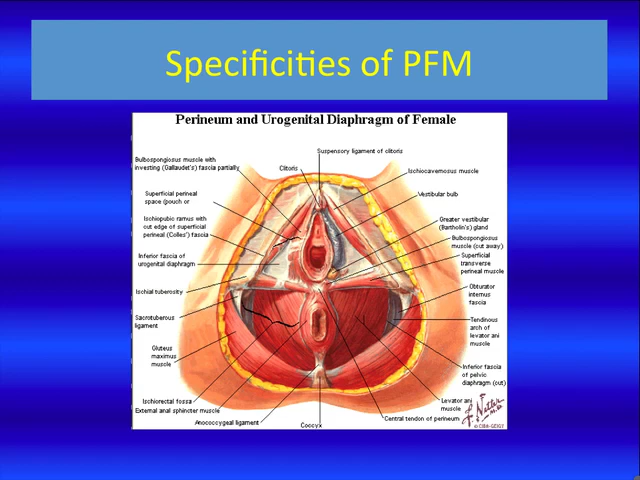 Specificities of PFM
Perineum and Urogenital Diaphragm of Female
Suspensory ligament of clitoris
Bulbospongiosus muscle with
investing (Gallaudet's) fascia partially
Clitoris
Ischiocavernosus muscle
Vestibular bulb
Superficial perineal
space (pouch or
Ischiopubic ramus with
cut edge of superficial
perineal (Colles') fascia
Greater vestibular
(Bartholin's) gland
Bulbospongiosus
muscle (cut away)
Superficial
transverse
perineal muscle
Inferior fascia of
urogenital diaphragm
Ischial tuberosity
Obturator
internus
fascia
Sacrotuberous
ligament
Tendinous
arch of
levator ani
muscle
Gluteus
maximus
muscle
Inferior fascia
of pelvic
diaphragm (cut)
Ischiorectal fossa
External anal sphincter muscle
Anococcygeal ligament
Coccyx
Levator ani
muscle
Central tendon of perineum
F. Netter
M.D.
© CIBA-GEIGY